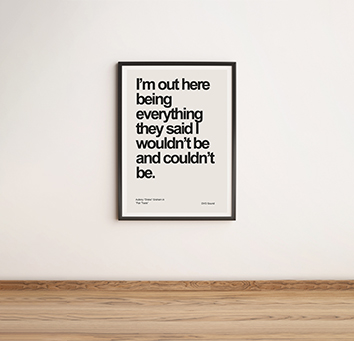 I'm out here
being
everything
they said I
wouldn't be
and couldn't
be.